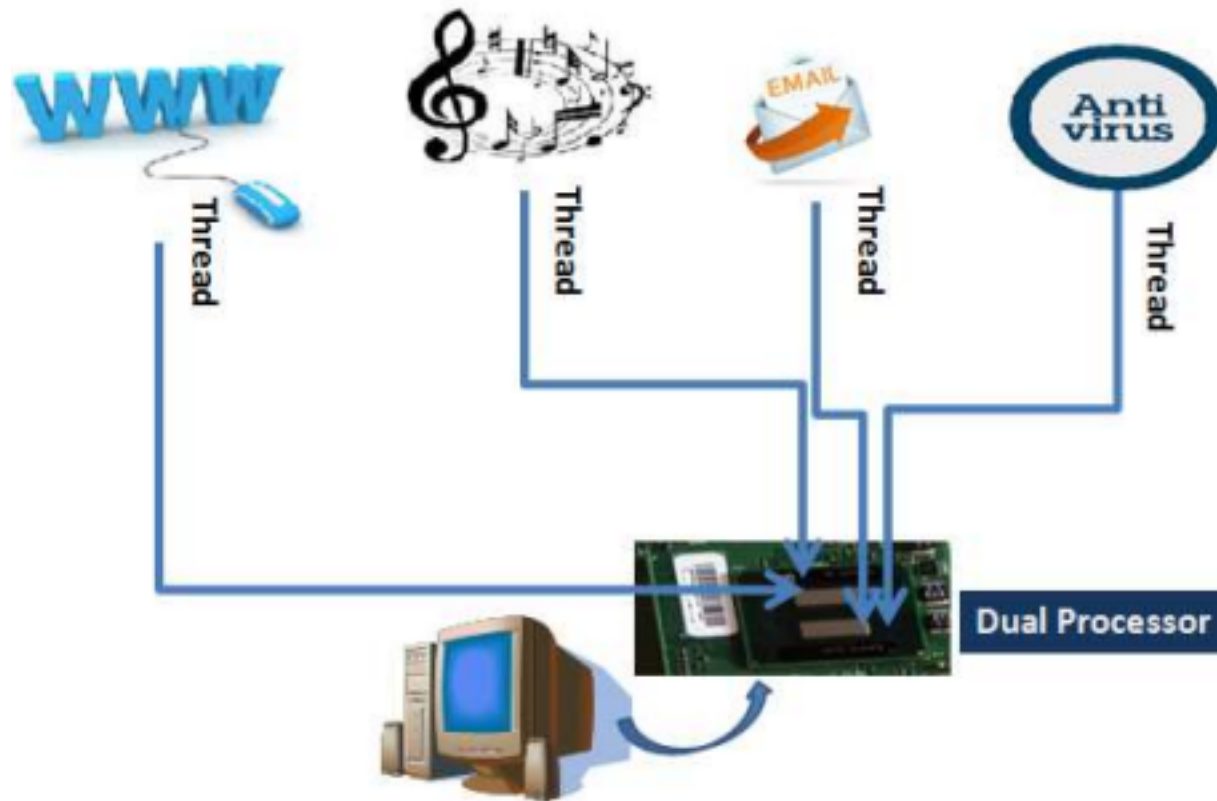 WWW
EMAIL
Anti
virus
Thread
Thread
Thread
Thread
Dual Processor